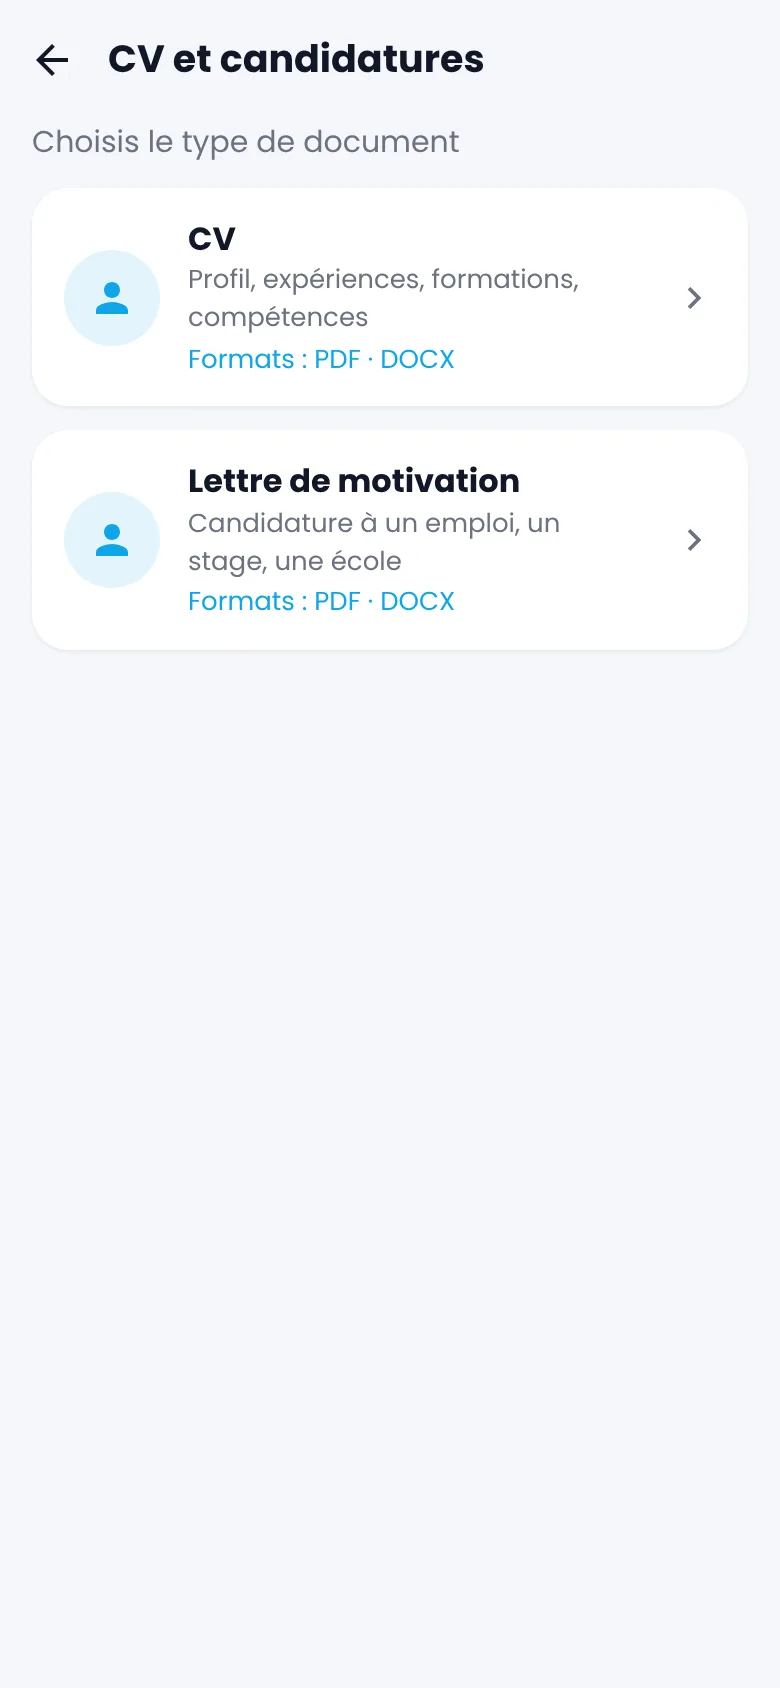 CV et candidatures
Choisis le type de document
CV
Profil, expériences, formations,
compétences
Formats : PDF · DOCX
Lettre de motivation
Candidature à un emploi, un
stage, une école
Formats : PDF · DOCX